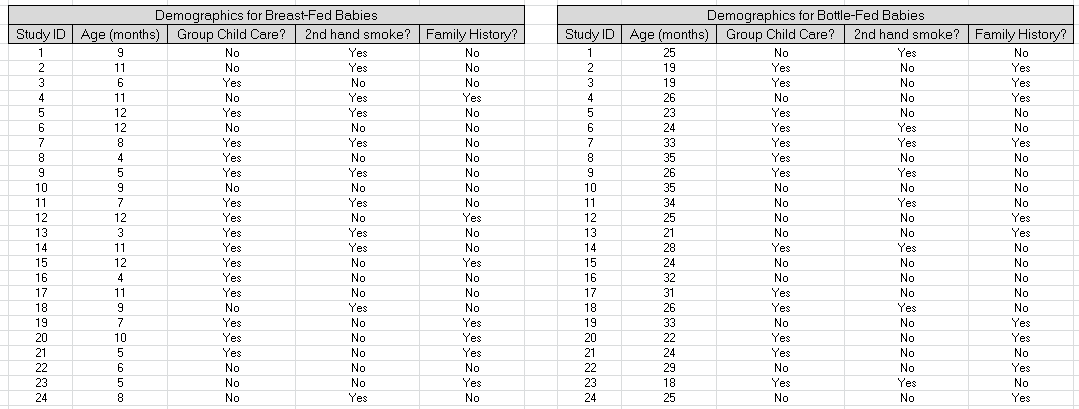 Demographics for Breast-Fed Babies Demographics for Bottle-Fed Babies
Study ID Age (months) Group Child Care? 2nd hand smoke? Family History? Study ID Age (months) Group Child Care? 2nd hand smoke? Family History?
1 9 No Yes No 1 25 No Yes No
2 11 No Yes No 2 19 Yes No Yes
3 6 Yes No No 3 19 Yes No Yes
4 11 No Yes Yes 4 26 No No Yes
5 12 Yes Yes No 5 23 Yes No No
6 12 No No No 6 24 Yes Yes No
7 8 Yes Yes No 7 33 Yes Yes Yes
8 4 Yes No No 8 35 Yes No No
9 5 Yes Yes No 9 26 Yes Yes No
10 9 No No No 10 35 No No No
11 7 Yes Yes No 11 34 No Yes No
12 12 Yes No Yes 12 25 No No Yes
13 3 Yes Yes No 13 21 No No Yes
14 11 Yes Yes No 14 28 Yes Yes No
15 12 Yes No Yes 15 24 No No No
16 4 Yes No No 16 32 No No No
17 11 Yes No No 17 31 Yes No No
18 9 No Yes No 18 26 Yes Yes No
19 7 Yes No Yes 19 33 No No Yes
20 10 Yes No Yes 20 22 Yes No Yes
21 5 Yes No Yes 21 24 Yes No No
22 6 No No No 22 29 No No Yes
23 5 No No Yes 23 18 Yes Yes No
24 8 No Yes No 24 25 No No Yes